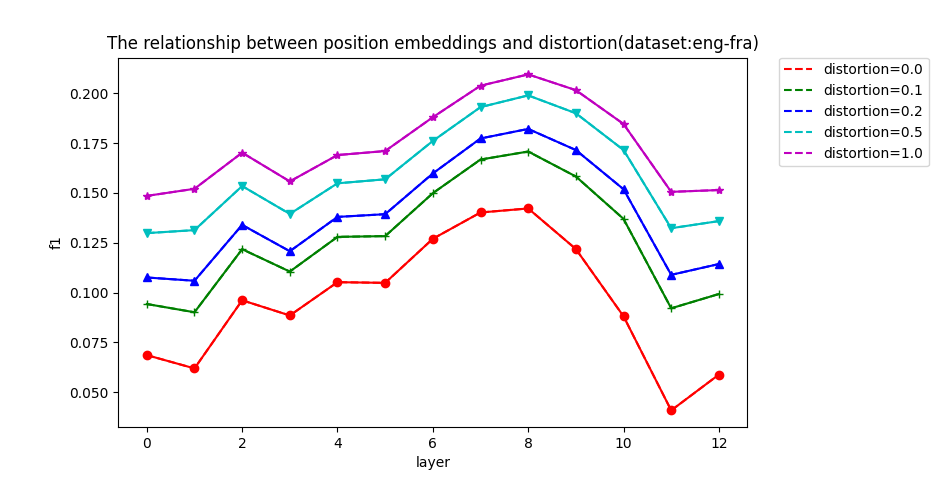 The relationship between position embeddings and distortion(dataset:eng-fra)
distortion=0.0
distortion=0.1
distortion=0.2
distortion=0.5
distortion=1.0
0.200
0.175
0.150
0.125
0.100
0.075
0.050
f1
0 2 4 6 8 10 12
layer